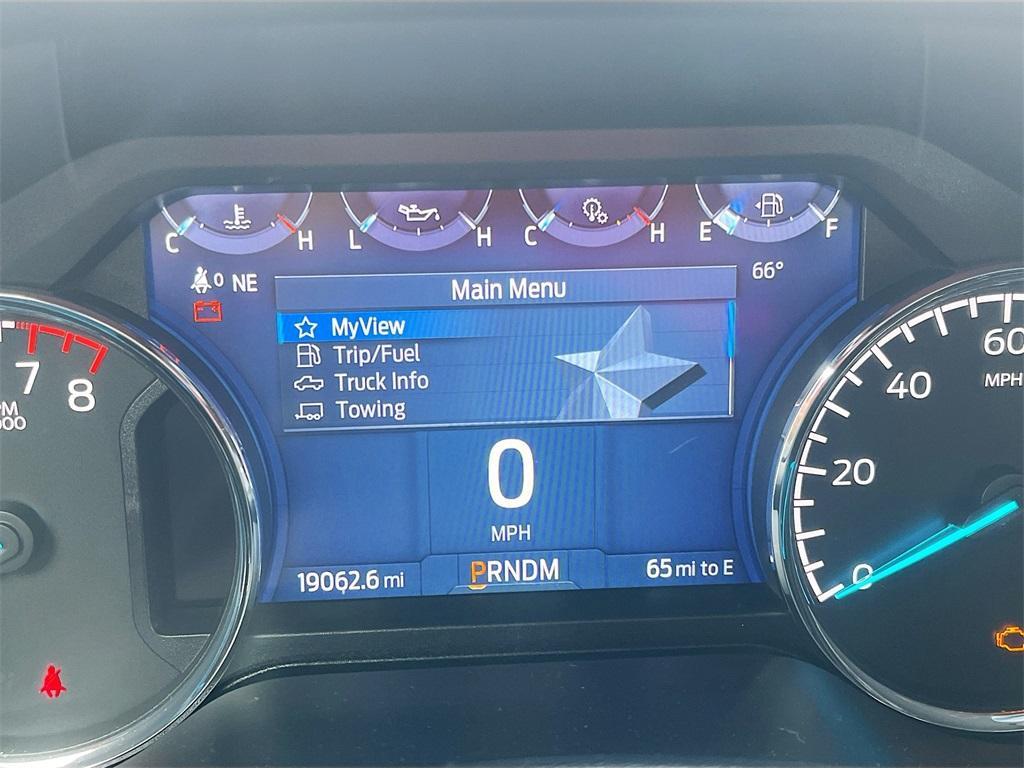 C H L H C H E F
0 NE
66°
Main Menu
MyView
Trip/Fuel
Truck Info
Towing
0
MPH
19062.6 mi
PRNDM
65 mi to E
7 8
0 20 40 60
MPH